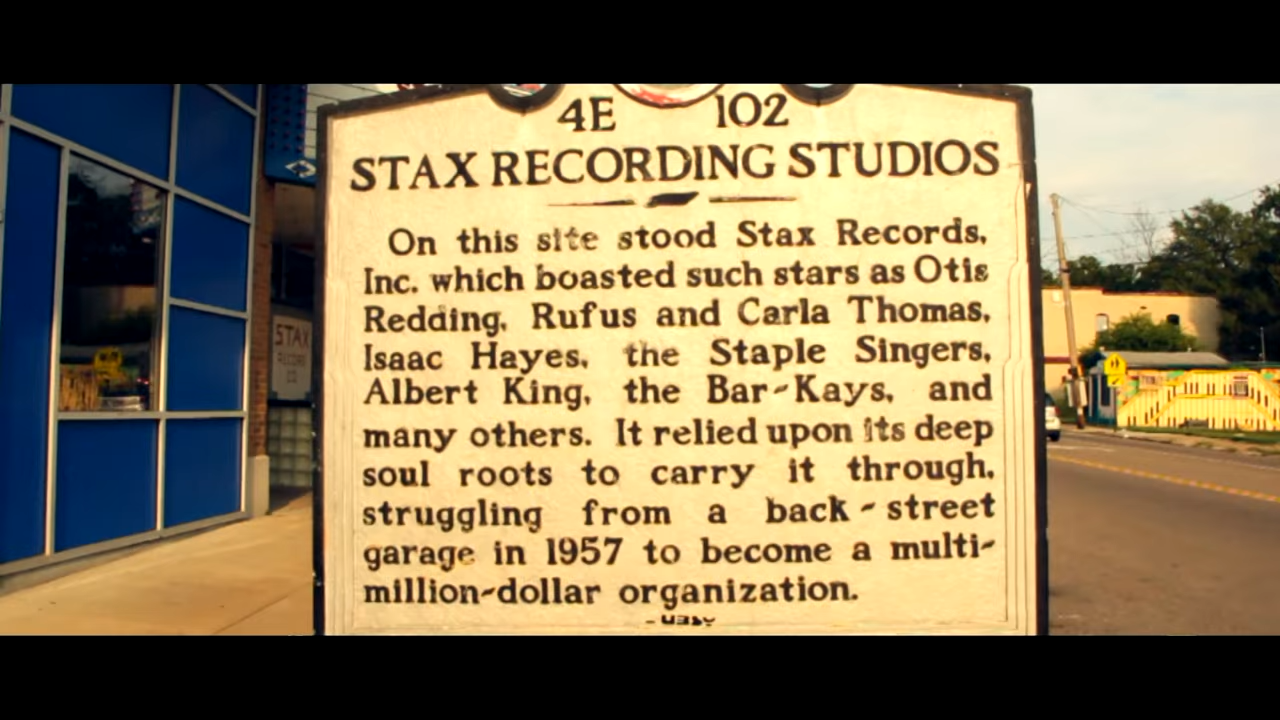 4E 102
STAX RECORDING STUDIOS
On this site stood Stax Records,
Inc. which boasted such stars as Otis
Redding, Rufus and Carla Thomas,
Isaac Hayes, the Staple Singers,
Albert King, the Bar-Kays, and
many others. It relied upon its deep
soul roots to carry it through,
struggling from a back-street
garage in 1957 to become a multi-
million-dollar organization.
STAX
RECORD
CO